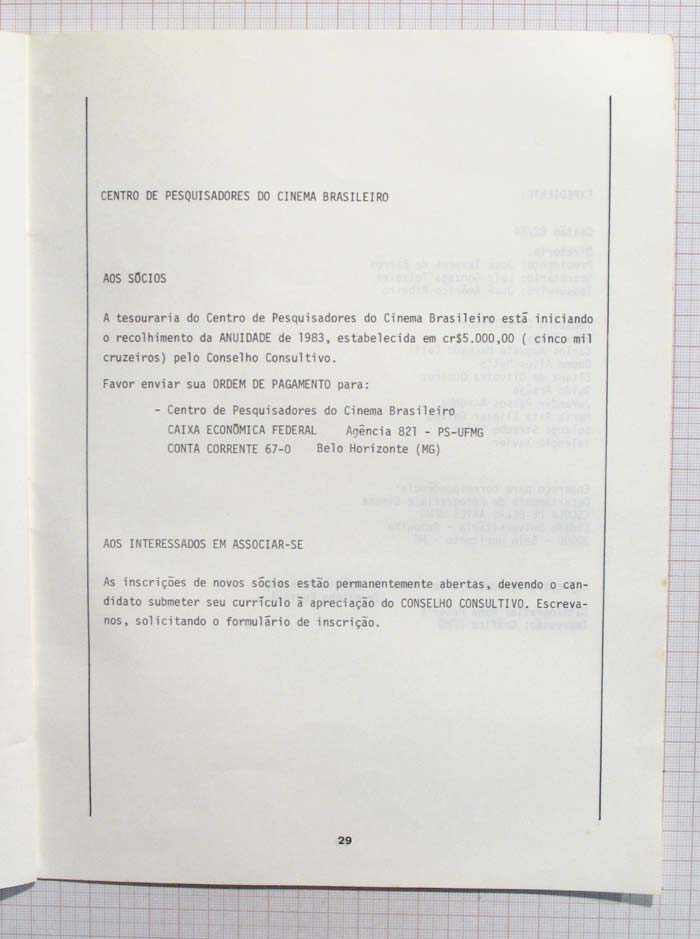 CENTRO DE PESQUISADORES DO CINEMA BRASILEIRO
AOS SÓCIOS
A tesouraria do Centro de Pesquisadores do Cinema Brasileiro está iniciando
o recolhimento da ANUIDADE de 1983, estabelecida em cr$5.000,00 ( cinco mil
cruzeiros) pelo Conselho Consultivo.
Favor enviar sua ORDEM DE PAGAMENTO para:
- Centro de Pesquisadores do Cinema Brasileiro
CAIXA ECONÔMICA FEDERAL Agência 821 - PS-UFMG
CONTA CORRENTE 67-0 Belo Horizonte (MG)
AOS INTERESSADOS EM ASSOCIAR-SE
As inscrições de novos sócios estão permanentemente abertas, devendo o can-
didato submeter seu currículo à apreciação do CONSELHO CONSULTIVO. Escreva-
nos, solicitando o formulário de inscrição.
29